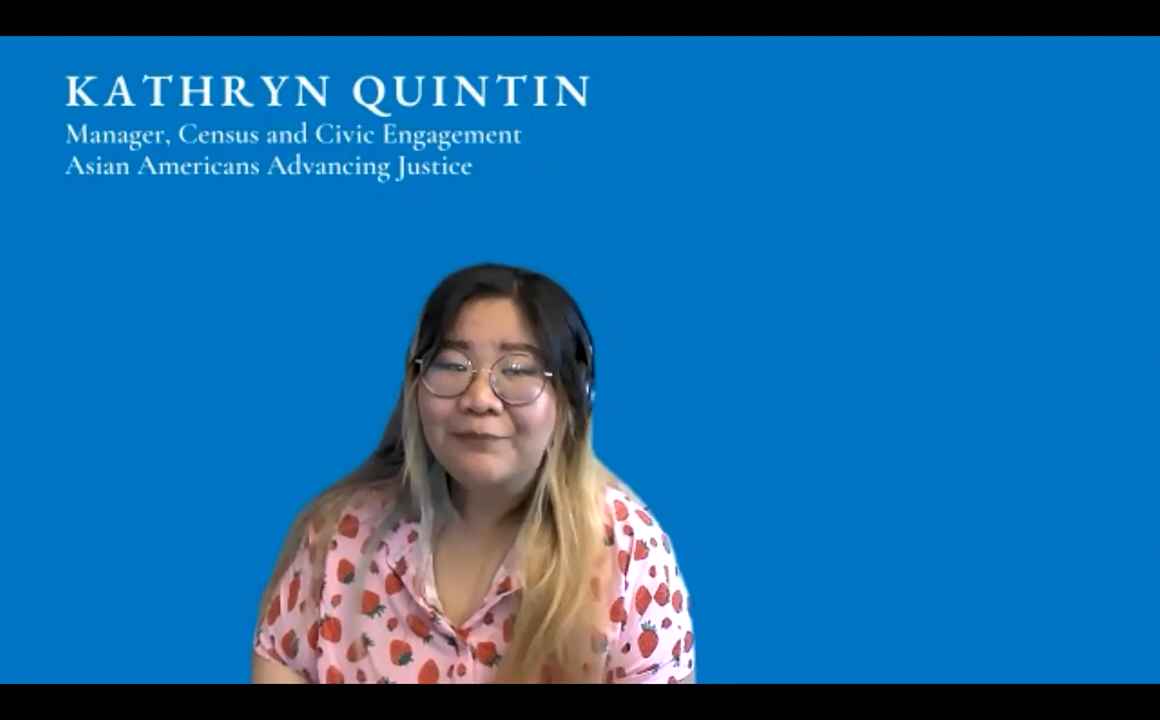 KATHRYN QUINTIN
Manager, Census and Civic Engagement
Asian Americans Advancing Justice